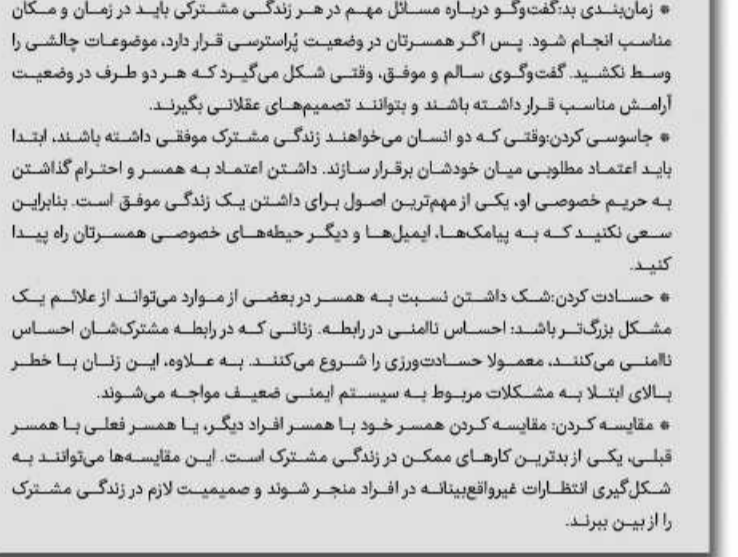 * زمان‌بندی بد:گفت‌وگو درباره مسائل مهم در هر زندگی مشترکی باید در زمان و مکان
مناسب انجام شود. پس اگر همسرتان در وضعیت پُراسترسی قرار دارد، موضوعات چالشی را
وسط نکشید. گفت‌وگوی سالم و موفق، وقتی شکل می‌گیرد که هر دو طرف در وضعیت
آرامش مناسب قرار داشته باشند و بتوانند تصمیم‌های عقلانی بگیرند.
* جاسوسی کردن:وقتی که دو انسان می‌خواهند زندگی مشترک موفقی داشته باشند، ابتدا
باید اعتماد مطلوبی میان خودشان برقرار سازند. داشتن اعتماد به همسر و احترام گذاشتن
به حریم خصوصی او، یکی از مهم‌ترین اصول برای داشتن یک زندگی موفق است. بنابراین
سعی نکنید که به پیامک‌ها، ایمیل‌ها و دیگر حیطه‌های خصوصی همسرتان راه پیدا
کنید.
* حسادت کردن:شک داشتن نسبت به همسر در بعضی از موارد می‌تواند از علائم یک
مشکل بزرگ‌تر باشد: احساس ناامنی در رابطه. زنانی که در رابطه مشترک‌شان احساس
ناامنی می‌کنند، معمولا حسادت‌ورزی را شروع می‌کنند. به علاوه، این زنان با خطر
بالای ابتلا به مشکلات مربوط به سیستم ایمنی ضعیف مواجه می‌شوند.
* مقایسه کردن: مقایسه کردن همسر خود با همسر افراد دیگر، یا همسر فعلی با همسر
قبلی، یکی از بدترین کارهای ممکن در زندگی مشترک است. این مقایسه‌ها می‌توانند به
شکل‌گیری انتظارات غیرواقع‌بینانه در افراد منجر شوند و صمیمیت لازم در زندگی مشترک
را از بین ببرند.